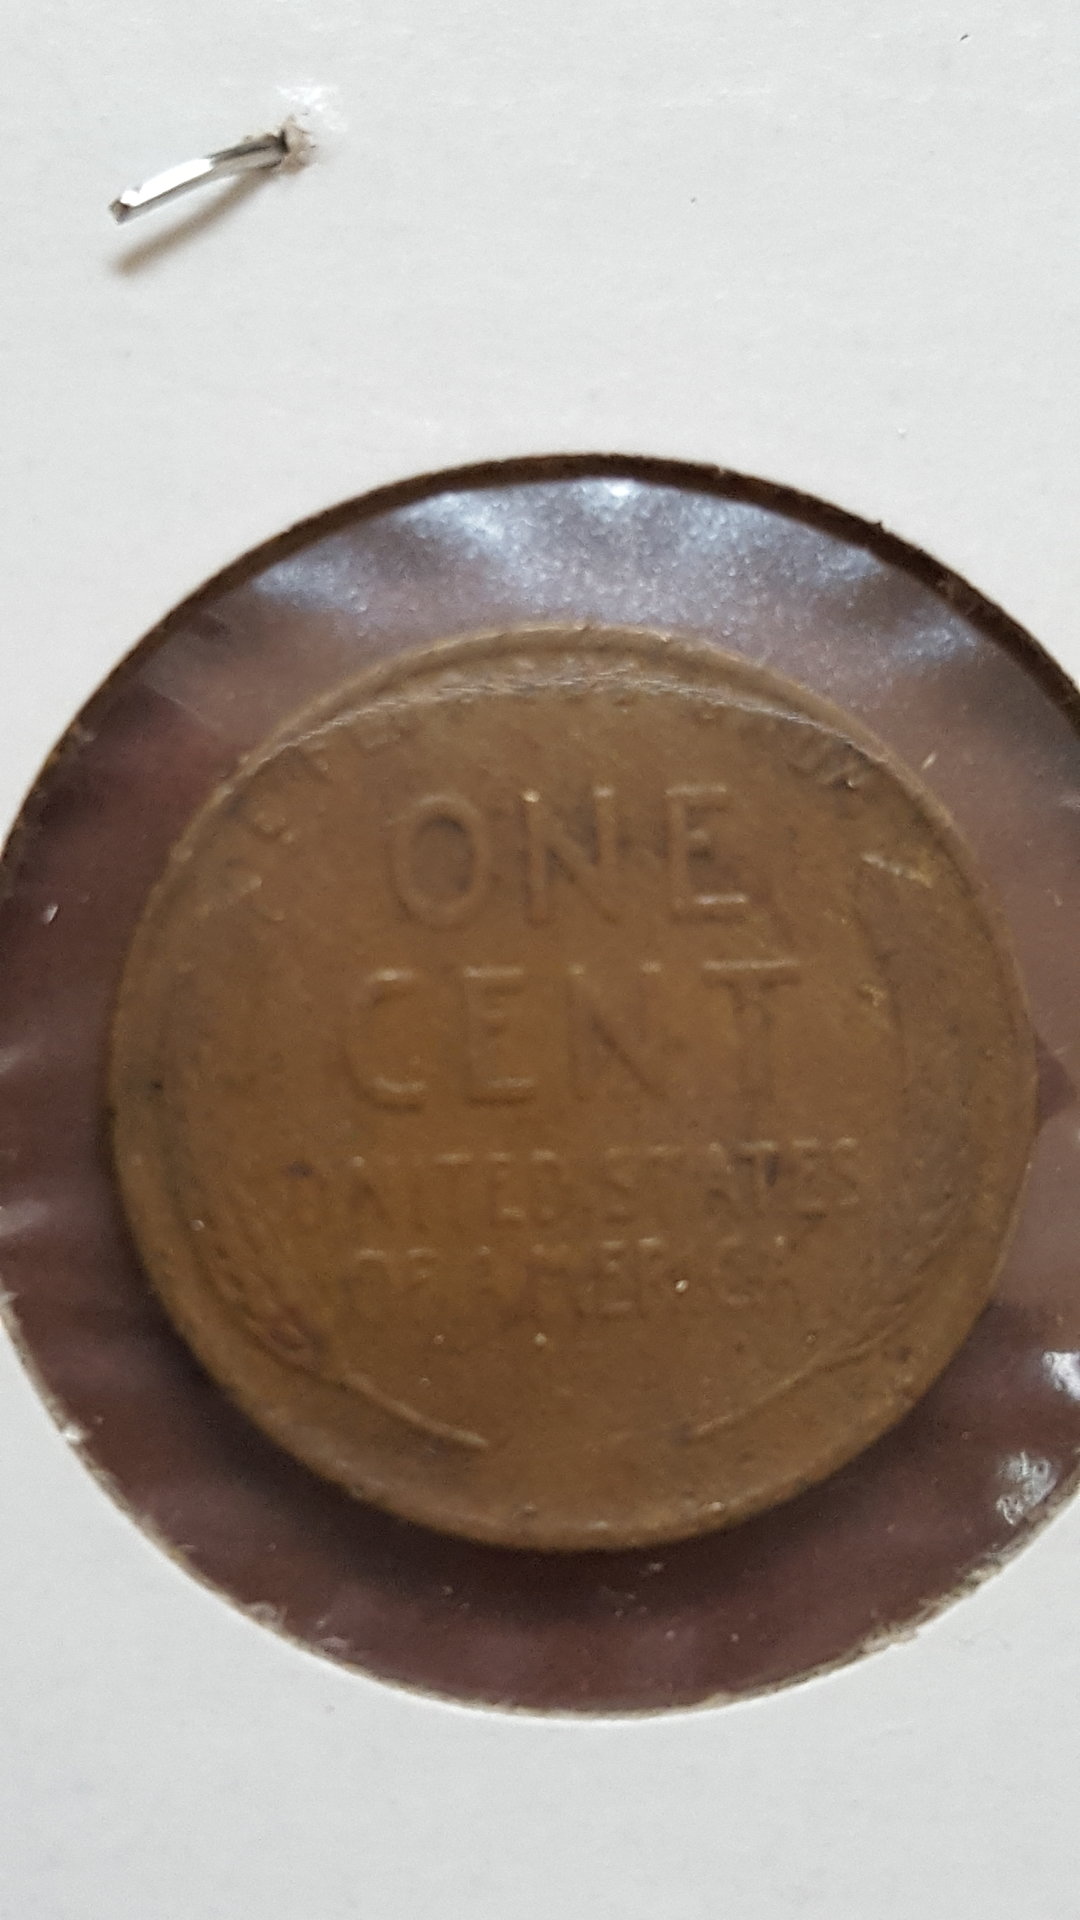 ONE
CENT
UNITED STATES
OF AMERICA